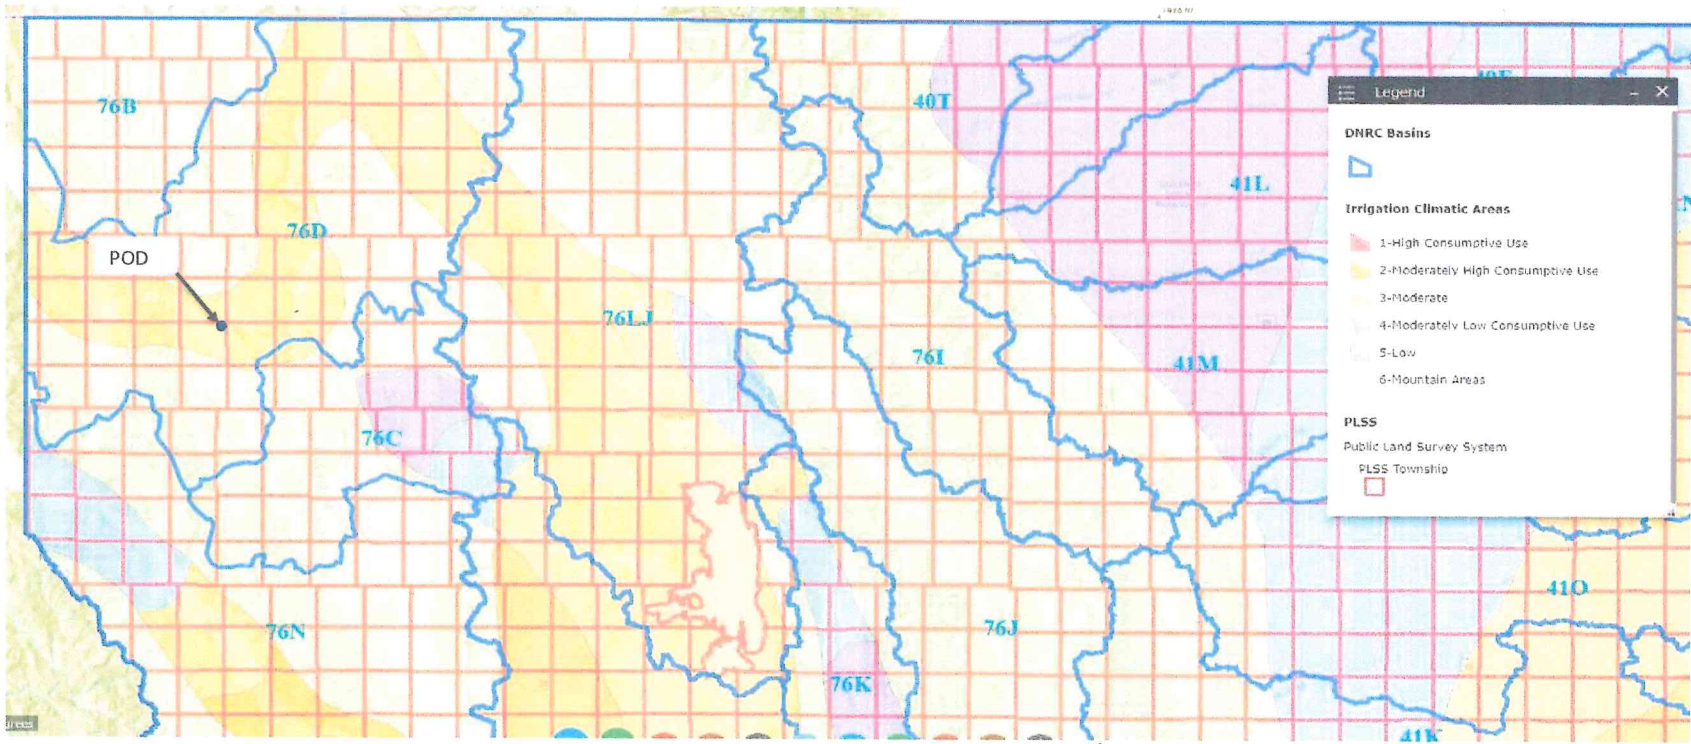 76B
40T
Legend
DNRC Basins
41L
Irrigation Climatic Areas
76D
POD
1-High Consumptive Use
2-Moderately High Consumptive Use
3-Moderate
76LJ
4-Moderately Low Consumptive Use
76I
5-Low
41M
6-Mountain Areas
PLSS
76C
Public Land Survey System
PLSS Township
41O
76N
76J
76K
41K